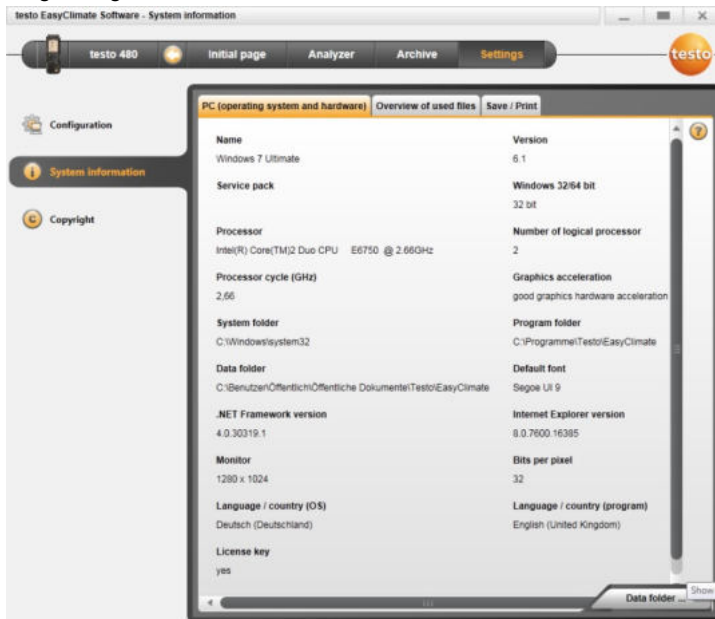 testo EasyClimate Software - System information
testo 480
Initial page
Analyzer
Archive
Settings
testo
Configuration
System information
Copyright
PC (operating system and hardware)
Overview of used files
Save / Print
Name
Version
Windows 7 Ultimate
6.1
Service pack
Windows 32/64 bit
32 bit
Processor
Number of logical processor
Intel(R) Core(TM)2 Duo CPU E6750 @ 2.66GHz
2
Processor cycle (GHz)
Graphics acceleration
2,66
good graphics hardware acceleration
System folder
Program folder
C:\Windows\system32
C:\Programme\Testo\EasyClimate
Data folder
Default font
C:\Benutzer\Öffentlich\Öffentliche Dokumente\Testo\EasyClimate
Segoe UI 9
.NET Framework version
Internet Explorer version
4.0.30319.1
8.0.7600.16385
Monitor
Bits per pixel
1280 x 1024
32
Language / country (OS)
Language / country (program)
Deutsch (Deutschland)
English (United Kingdom)
License key
yes
Data folder ...
Show